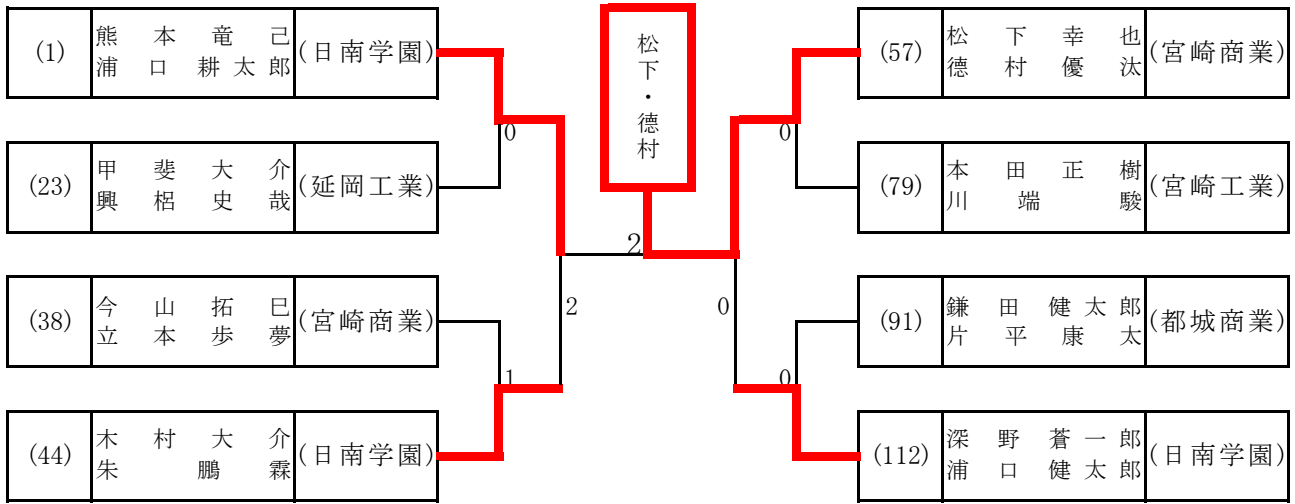 (1) 熊本竜己 (日南学園)
浦口耕太郎
(23) 甲斐大介 (延岡工業)
興梠史哉
(38) 今山拓巳 (宮崎商業)
立本歩夢
(44) 木村大介 (日南学園)
朱鵬霖
0
1
2
松下・德村
2
0
0
0
(57) 松下幸也 (宮崎商業)
德村優汰
(79) 本田正樹 (宮崎工業)
川端駿
(91) 鎌田健太郎 (都城商業)
片平康太
(112) 深野蒼一郎 (日南学園)
浦口健太郎